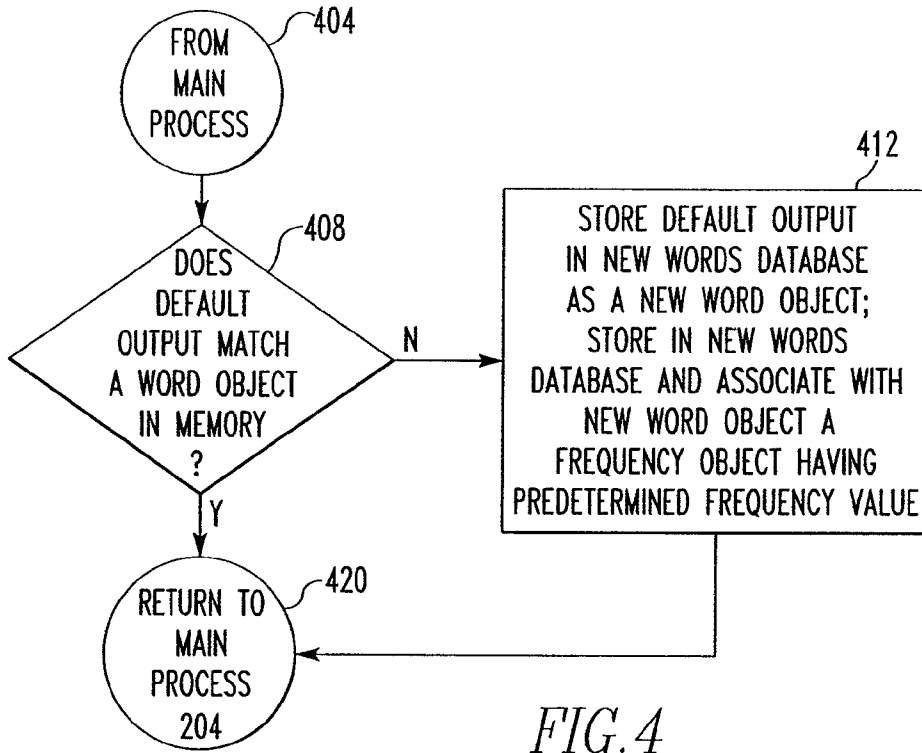 FROM
MAIN
PROCESS
404
DOES
DEFAULT
OUTPUT MATCH
A WORD OBJECT
IN MEMORY
?
408
N
Y
412
STORE DEFAULT OUTPUT
IN NEW WORDS DATABASE
AS A NEW WORD OBJECT;
STORE IN NEW WORDS
DATABASE AND ASSOCIATE WITH
NEW WORD OBJECT A
FREQUENCY OBJECT HAVING
PREDETERMINED FREQUENCY VALUE
RETURN TO
MAIN
PROCESS
204
420
FIG.4